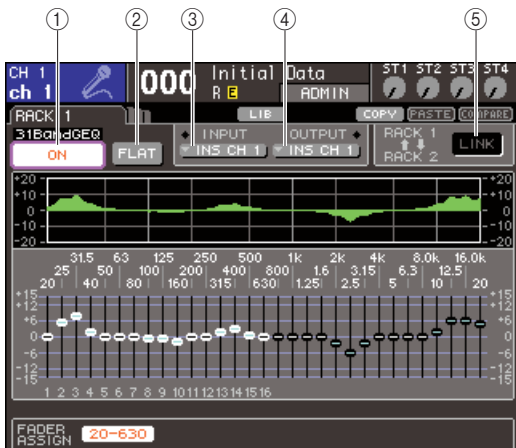 ① ② ③ ④ ⑤
CH 1
ch 1
000
Initial Data
R E ADMIN
ST1 ST2 ST3 ST4
RACK 1
LIB
COPY PASTE COMPARE
31BandGEQ
ON
FLAT
INPUT
INS CH 1
OUTPUT
INS CH 1
RACK 1
RACK 2
LINK
+20 +20
+10 +10
0 0
-10 -10
-20 -20
31.5 63 125 250 500 1k 2k 4k 8.0k 16.0k
25 50 100 200 400 800 1.6 3.15 6.3 12.5
20 40 80 160 315 630 1.25 2.5 5 10 20
+15 +15
+12 +12
+6 +6
0 0
-6 -6
-12 -12
-15 -15
1 2 3 4 5 6 7 8 9 10 11 12 13 14 15 16
FADER ASSIGN
20-630